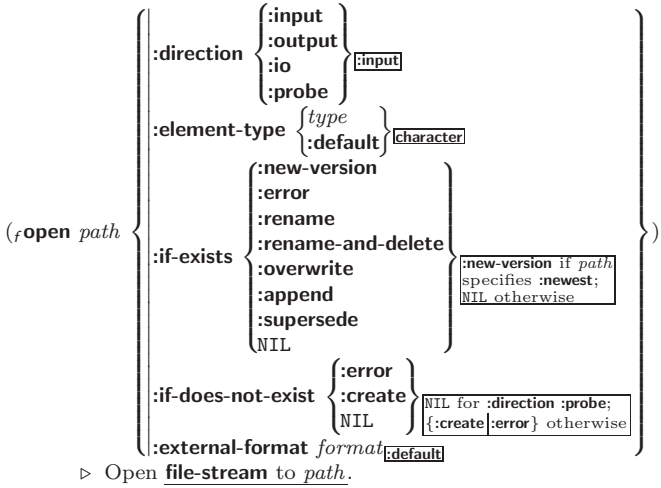 (f open path
:direction
:input
:output
:io
:probe
:input
:element-type
type
:default
character
:if-exists
:new-version
:error
:rename
:rename-and-delete
:overwrite
:append
:supersede
NIL
:new-version if path
specifies :newest;
NIL otherwise
:if-does-not-exist
:error
:create
NIL
NIL for :direction :probe;
{:create|:error} otherwise
:external-format format :default
)
▷ Open file-stream to path.